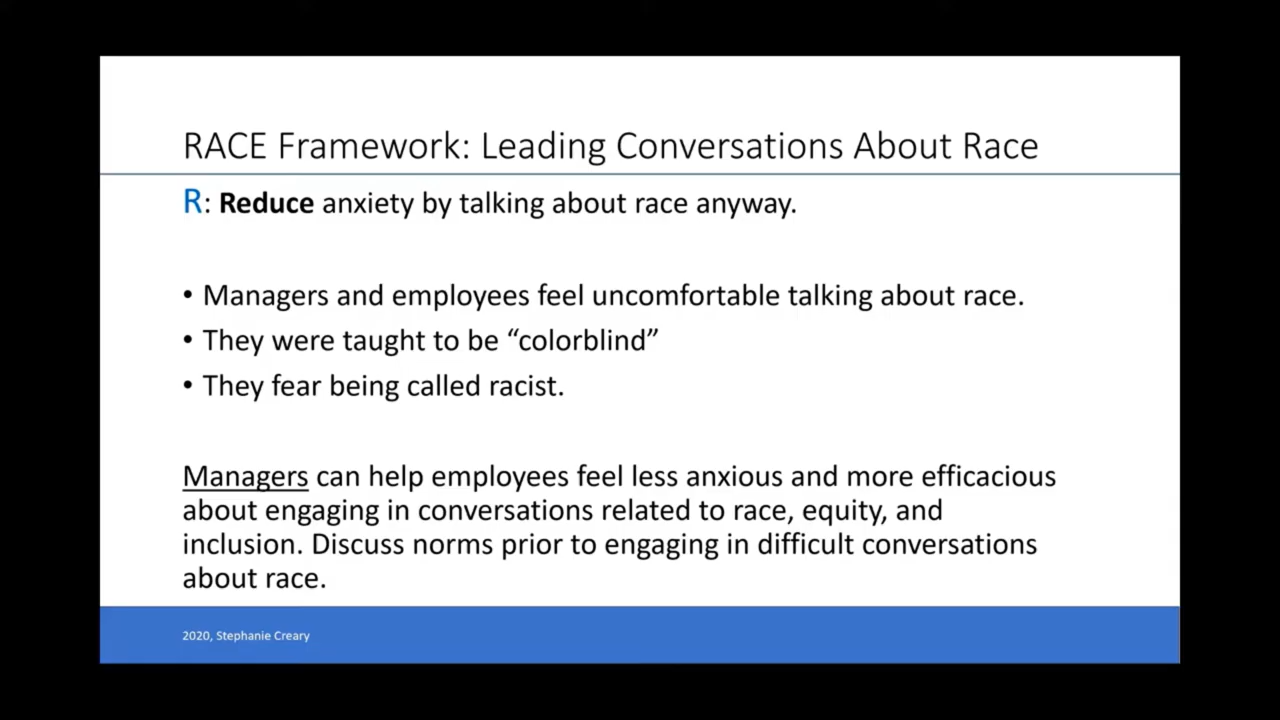 RACE Framework: Leading Conversations About Race
R: Reduce anxiety by talking about race anyway.
• Managers and employees feel uncomfortable talking about race.
• They were taught to be “colorblind”
• They fear being called racist.
Managers can help employees feel less anxious and more efficacious
about engaging in conversations related to race, equity, and
inclusion. Discuss norms prior to engaging in difficult conversations
about race.
2020, Stephanie Creary